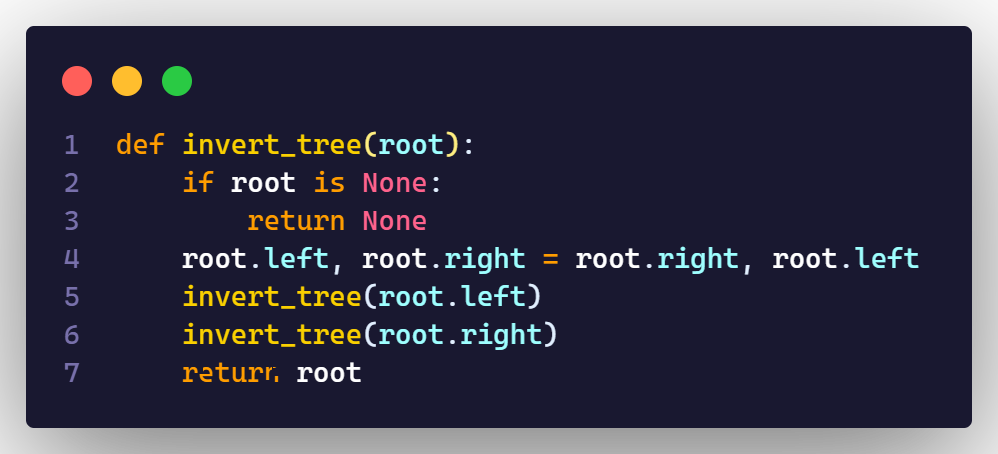 1 def invert_tree(root):
2     if root is None:
3         return None
4     root.left, root.right = root.right, root.left
5     invert_tree(root.left)
6     invert_tree(root.right)
7     return root